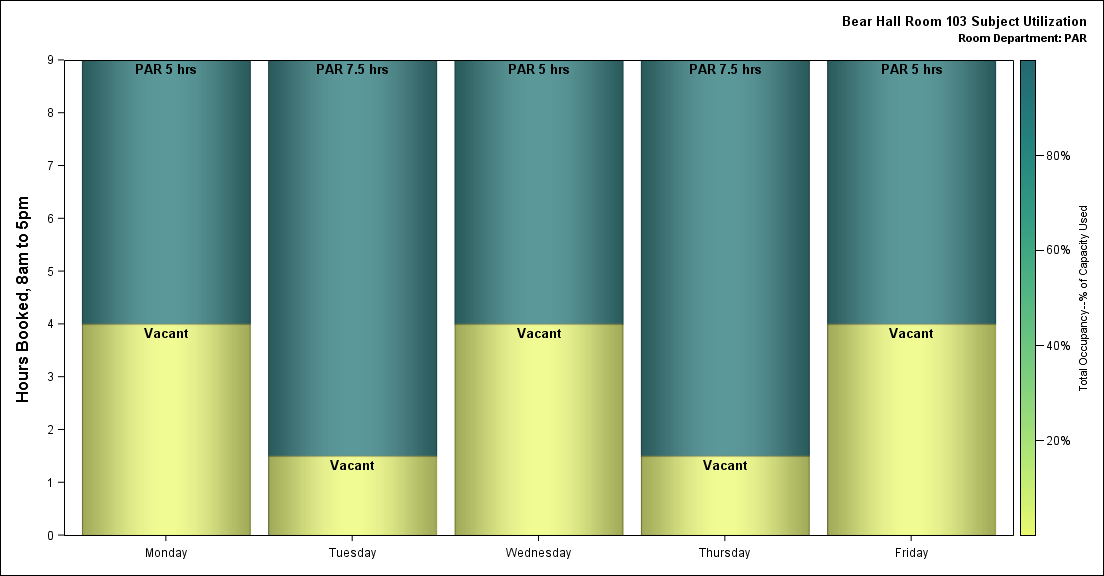 Bear Hall Room 103 Subject Utilization
Room Department: PAR
Hours Booked, 8am to 5pm
9
8
7
6
5
4
3
2
1
0
PAR 5 hrs
PAR 7.5 hrs
PAR 5 hrs
PAR 7.5 hrs
PAR 5 hrs
Vacant
Vacant
Vacant
Vacant
Vacant
Monday
Tuesday
Wednesday
Thursday
Friday
80%
60%
40%
20%
Total Occupancy--% of Capacity Used